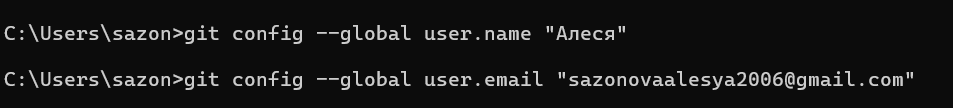 C:\Users\sazon>git config --global user.name "Алеся"
C:\Users\sazon>git config --global user.email "sazonovaalesya2006@gmail.com"